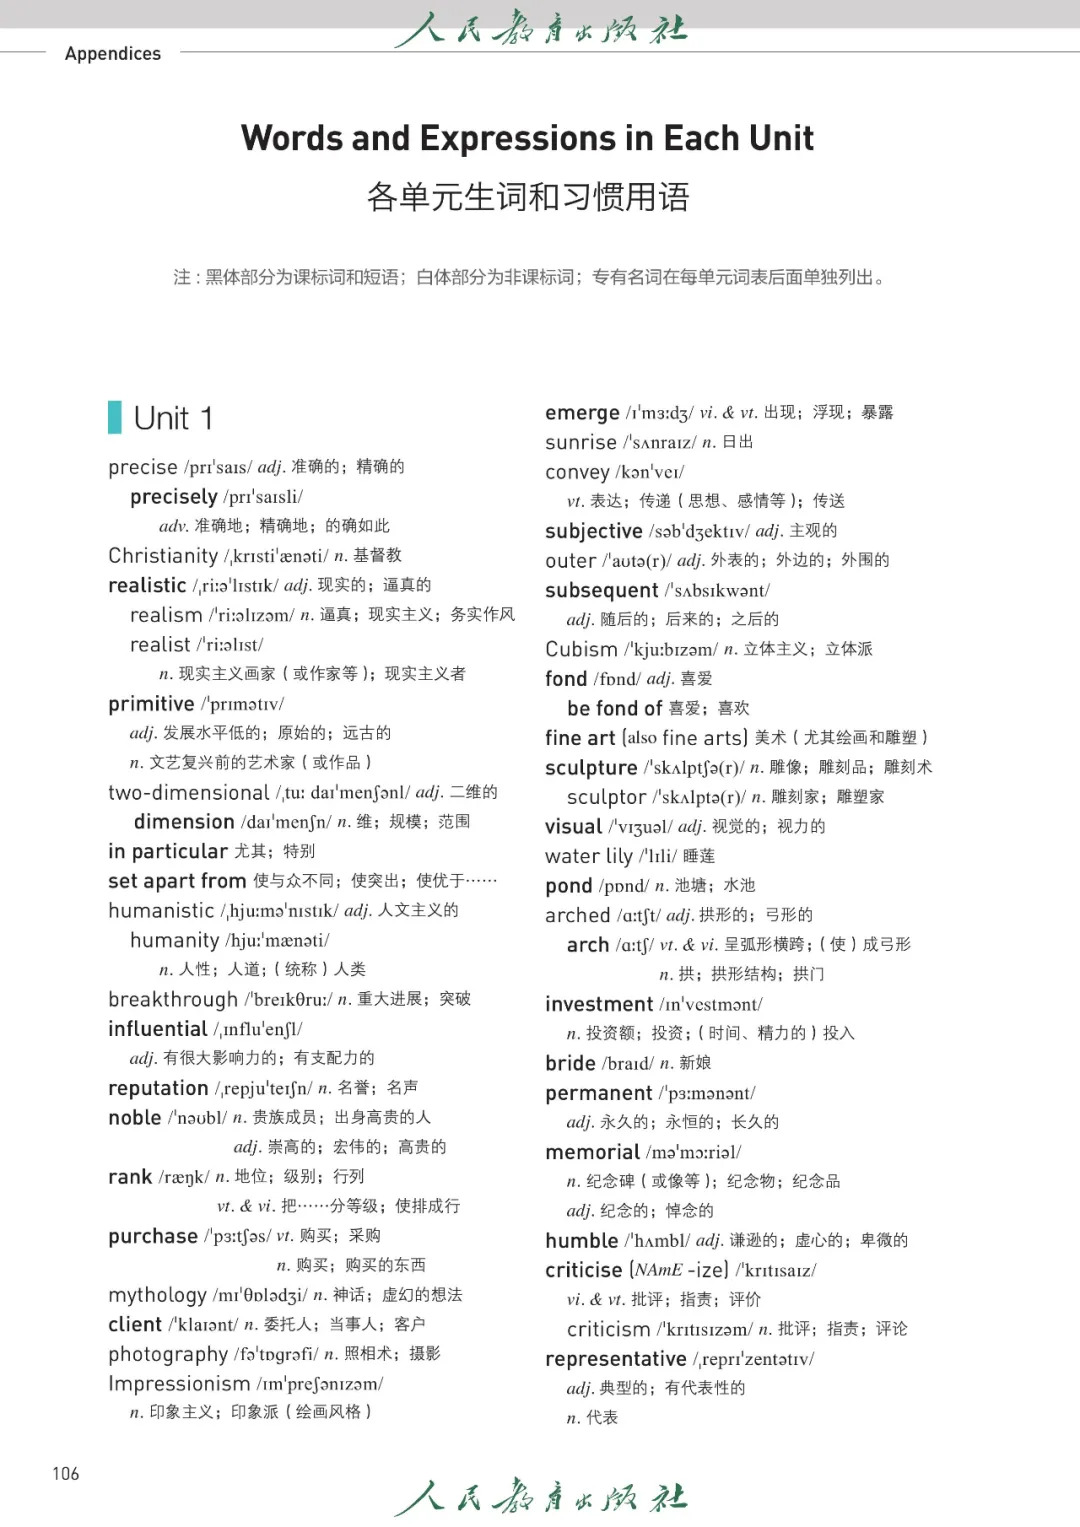 人民教育出版社
Appendices
Words and Expressions in Each Unit
各单元生词和习惯用语
注：黑体部分为课标词和短语；白体部分为非课标词；专有名词在每单元词表后面单独列出。
Unit 1
precise /prɪˈsaɪs/ adj. 准确的；精确的
precisely /prɪˈsaɪsli/
adv. 准确地；精确地；的确如此
Christianity /ˌkrɪstiˈænəti/ n. 基督教
realistic /ˌriːəˈlɪstɪk/ adj. 现实的；逼真的
realism /ˈriːəlɪzəm/ n. 逼真；现实主义；务实作风
realist /ˈriːəlɪst/
n. 现实主义画家（或作家等）；现实主义者
primitive /ˈprɪmətɪv/
adj. 发展水平低的；原始的；远古的
n. 文艺复兴前的艺术家（或作品）
two-dimensional /ˌtuː daɪˈmenʃənl/ adj. 二维的
dimension /daɪˈmenʃn/ n. 维；规模；范围
in particular 尤其；特别
set apart from 使与众不同；使突出；使优于……
humanistic /ˌhjuːməˈnɪstɪk/ adj. 人文主义的
humanity /hjuːˈmænəti/
n. 人性；人道；（统称）人类
breakthrough /ˈbreɪkθruː/ n. 重大进展；突破
influential /ˌɪnfluˈenʃl/
adj. 有很大影响力的；有支配力的
reputation /ˌrepjuˈteɪʃn/ n. 名誉；名声
noble /ˈnəʊbl/ n. 贵族成员；出身高贵的人
adj. 崇高的；宏伟的；高贵的
rank /ræŋk/ n. 地位；级别；行列
vt. & vi. 把……分等级；使排成行
purchase /ˈpɜːtʃəs/ vt. 购买；采购
n. 购买；购买的东西
mythology /mɪˈθɒlədʒi/ n. 神话；虚幻的想法
client /ˈklaɪənt/ n. 委托人；当事人；客户
photography /fəˈtɒɡrəfi/ n. 照相术；摄影
Impressionism /ɪmˈpreʃənɪzəm/
n. 印象主义；印象派（绘画风格）
emerge /ɪˈmɜːdʒ/ vi. & vt. 出现；浮现；暴露
sunrise /ˈsʌnraɪz/ n. 日出
convey /kənˈveɪ/
vt. 表达；传递（思想、感情等）；传送
subjective /səbˈdʒektɪv/ adj. 主观的
outer /ˈaʊtə(r)/ adj. 外表的；外边的；外围的
subsequent /ˈsʌbsɪkwənt/
adj. 随后的；后来的；之后的
Cubism /ˈkjuːbɪzəm/ n. 立体主义；立体派
fond /fɒnd/ adj. 喜爱
be fond of 喜爱；喜欢
fine art (also fine arts) 美术（尤其绘画和雕塑）
sculpture /ˈskʌlptʃə(r)/ n. 雕像；雕刻品；雕刻术
sculptor /ˈskʌlptə(r)/ n. 雕刻家；雕塑家
visual /ˈvɪʒuəl/ adj. 视觉的；视力的
water lily /ˈlɪli/ 睡莲
pond /pɒnd/ n. 池塘；水池
arched /ɑːtʃt/ adj. 拱形的；弓形的
arch /ɑːtʃ/ vt. & vi. 呈弧形横跨；（使）成弓形
n. 拱；拱形结构；拱门
investment /ɪnˈvestmənt/
n. 投资额；投资；（时间、精力的）投入
bride /braɪd/ n. 新娘
permanent /ˈpɜːmənənt/
adj. 永久的；永恒的；长久的
memorial /məˈmɔːriəl/
n. 纪念碑（或像等）；纪念物；纪念品
adj. 纪念的；悼念的
humble /ˈhʌmbl/ adj. 谦逊的；虚心的；卑微的
criticise (NAmE -ize) /ˈkrɪtɪsaɪz/
vi. & vt. 批评；指责；评价
criticism /ˈkrɪtɪsɪzəm/ n. 批评；指责；评论
representative /ˌreprɪˈzentətɪv/
adj. 典型的；有代表性的
n. 代表
106
人民教育出版社